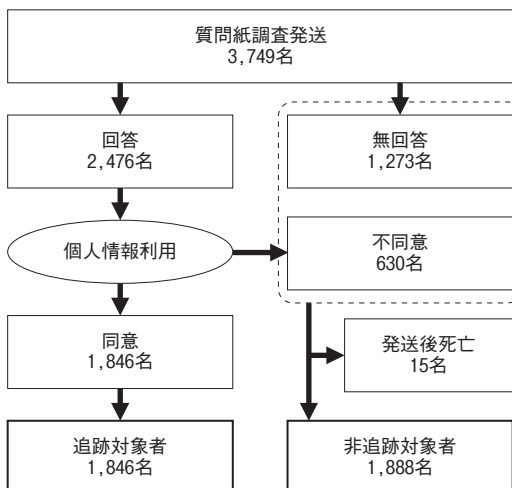 質問紙調査発送
3,749名
回答
2,476名
無回答
1,273名
個人情報利用
不同意
630名
同意
1,846名
発送後死亡
15名
追跡対象者
1,846名
非追跡対象者
1,888名